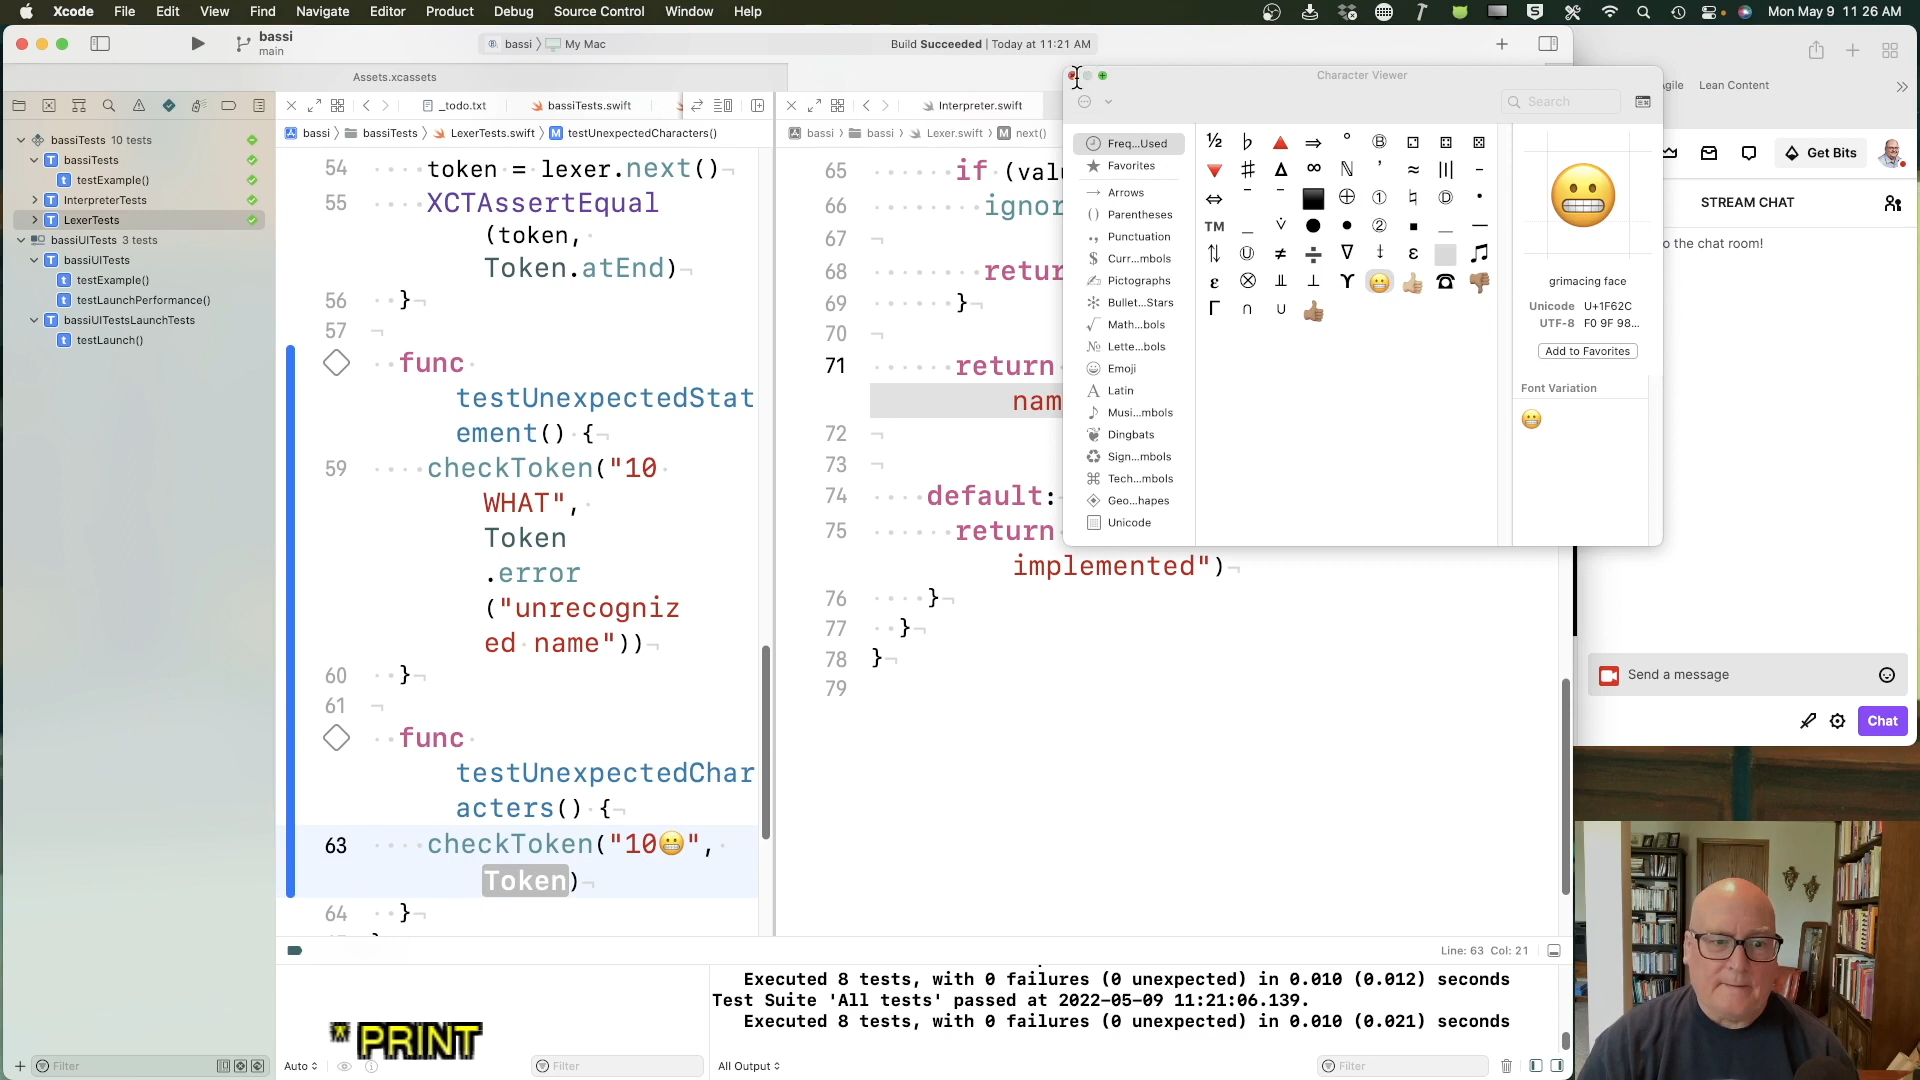 Xcode File Edit View Find Navigate Editor Product Debug Source Control Window Help
Mon May 9 11 26 AM
bassi
main
bassi 〉 My Mac
Build Succeeded | Today at 11:21 AM
Assets.xcassets
_todo.txt
bassiTests.swift
bassi 〉 bassiTests 〉 LexerTests.swift 〉 M testUnexpectedCharacters()
bassiTests 10 tests
T bassiTests
t testExample()
T InterpreterTests
T LexerTests
bassiUITests 3 tests
T bassiUITests
t testExample()
t testLaunchPerformance()
T bassiUITestsLaunchTests
t testLaunch()
54 token = lexer.next()
55 XCTAssertEqual
(token,
Token.atEnd)
56 }
57
func
testUnexpectedStat
ement() {
59 checkToken("10
WHAT",
Token
.error
("unrecogniz
ed name"))
60 }
61
func
testUnexpectedChar
acters() {
63 checkToken("10😬",
Token)
64 }
Interpreter.swift
bassi 〉 bassi 〉 Lexer.swift 〉 M next()
65 if (valu
66 ignor
67
68 retur
69 }
70
71 return
nam
72
73
74 default:
75 return
implemented")
76 }
77 }
78 }
79
Character Viewer
Search
Freq...Used
Favorites
Arrows
Parentheses
Punctuation
Curr...mbols
Pictographs
Bullet...Stars
Math...bols
Lette...bols
Emoji
Latin
Musi...mbols
Dingbats
Sign...mbols
Tech...mbols
Geo...hapes
Unicode
½ ♭ 🔺 ⇒ ° Ⓑ ⚀ ⚃ ⚄
🔻 ♯ ∆ ∞ ℕ ’ ≈
⇔ ⊕ ① ♮ Ⓓ •
TM ② —
Ⓤ ≠ ÷ ∇ ‡ ε ♫
ε ⊗ ⫫ ⊥ 😬 👍 ☎ 👎
Γ ∩ ∪ 👍
grimacing face
Unicode U+1F62C
UTF-8 F0 9F 98...
Add to Favorites
Font Variation
gile Lean Content
Get Bits
STREAM CHAT
o the chat room!
Send a message
Chat
Line: 63 Col: 21
Executed 8 tests, with 0 failures (0 unexpected) in 0.010 (0.012) seconds
Test Suite 'All tests' passed at 2022-05-09 11:21:06.139.
Executed 8 tests, with 0 failures (0 unexpected) in 0.010 (0.021) seconds
* PRINT
Filter
Auto
Filter
All Output
Filter